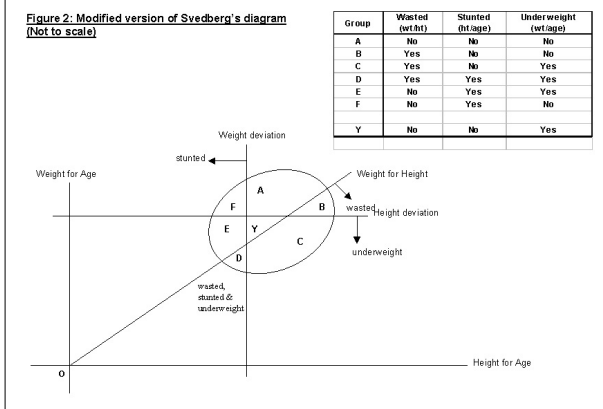 Figure 2: Modified version of Svedberg's diagram
(Not to scale)
Group Wasted (wt/ht) Stunted (ht/age) Underweight (wt/age)
A No No No
B Yes No No
C Yes No Yes
D Yes Yes Yes
E No Yes Yes
F No Yes No
Y No No Yes
Weight deviation
stunted
Weight for Age
Weight for Height
A
F
B
wasted
Height deviation
E
Y
C
underweight
D
wasted,
stunted &
underweight
Height for Age
O